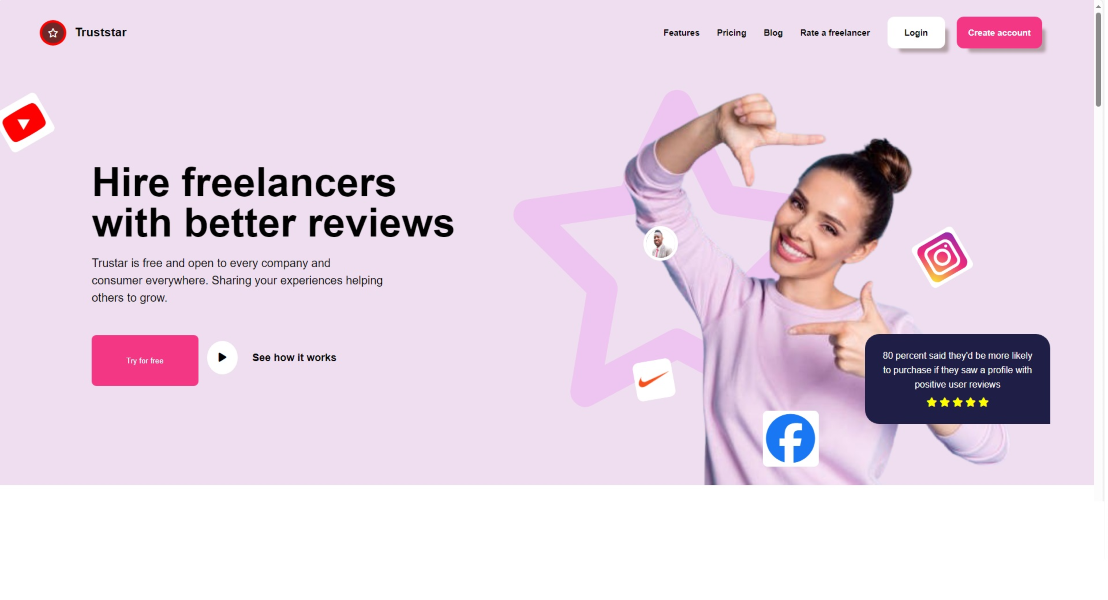 Truststar
Features
Pricing
Blog
Rate a freelancer
Login
Create account
Hire freelancers
with better reviews
Trustar is free and open to every company and
consumer everywhere. Sharing your experiences helping
others to grow.
Try for free
See how it works
80 percent said they'd be more likely
to purchase if they saw a profile with
positive user reviews